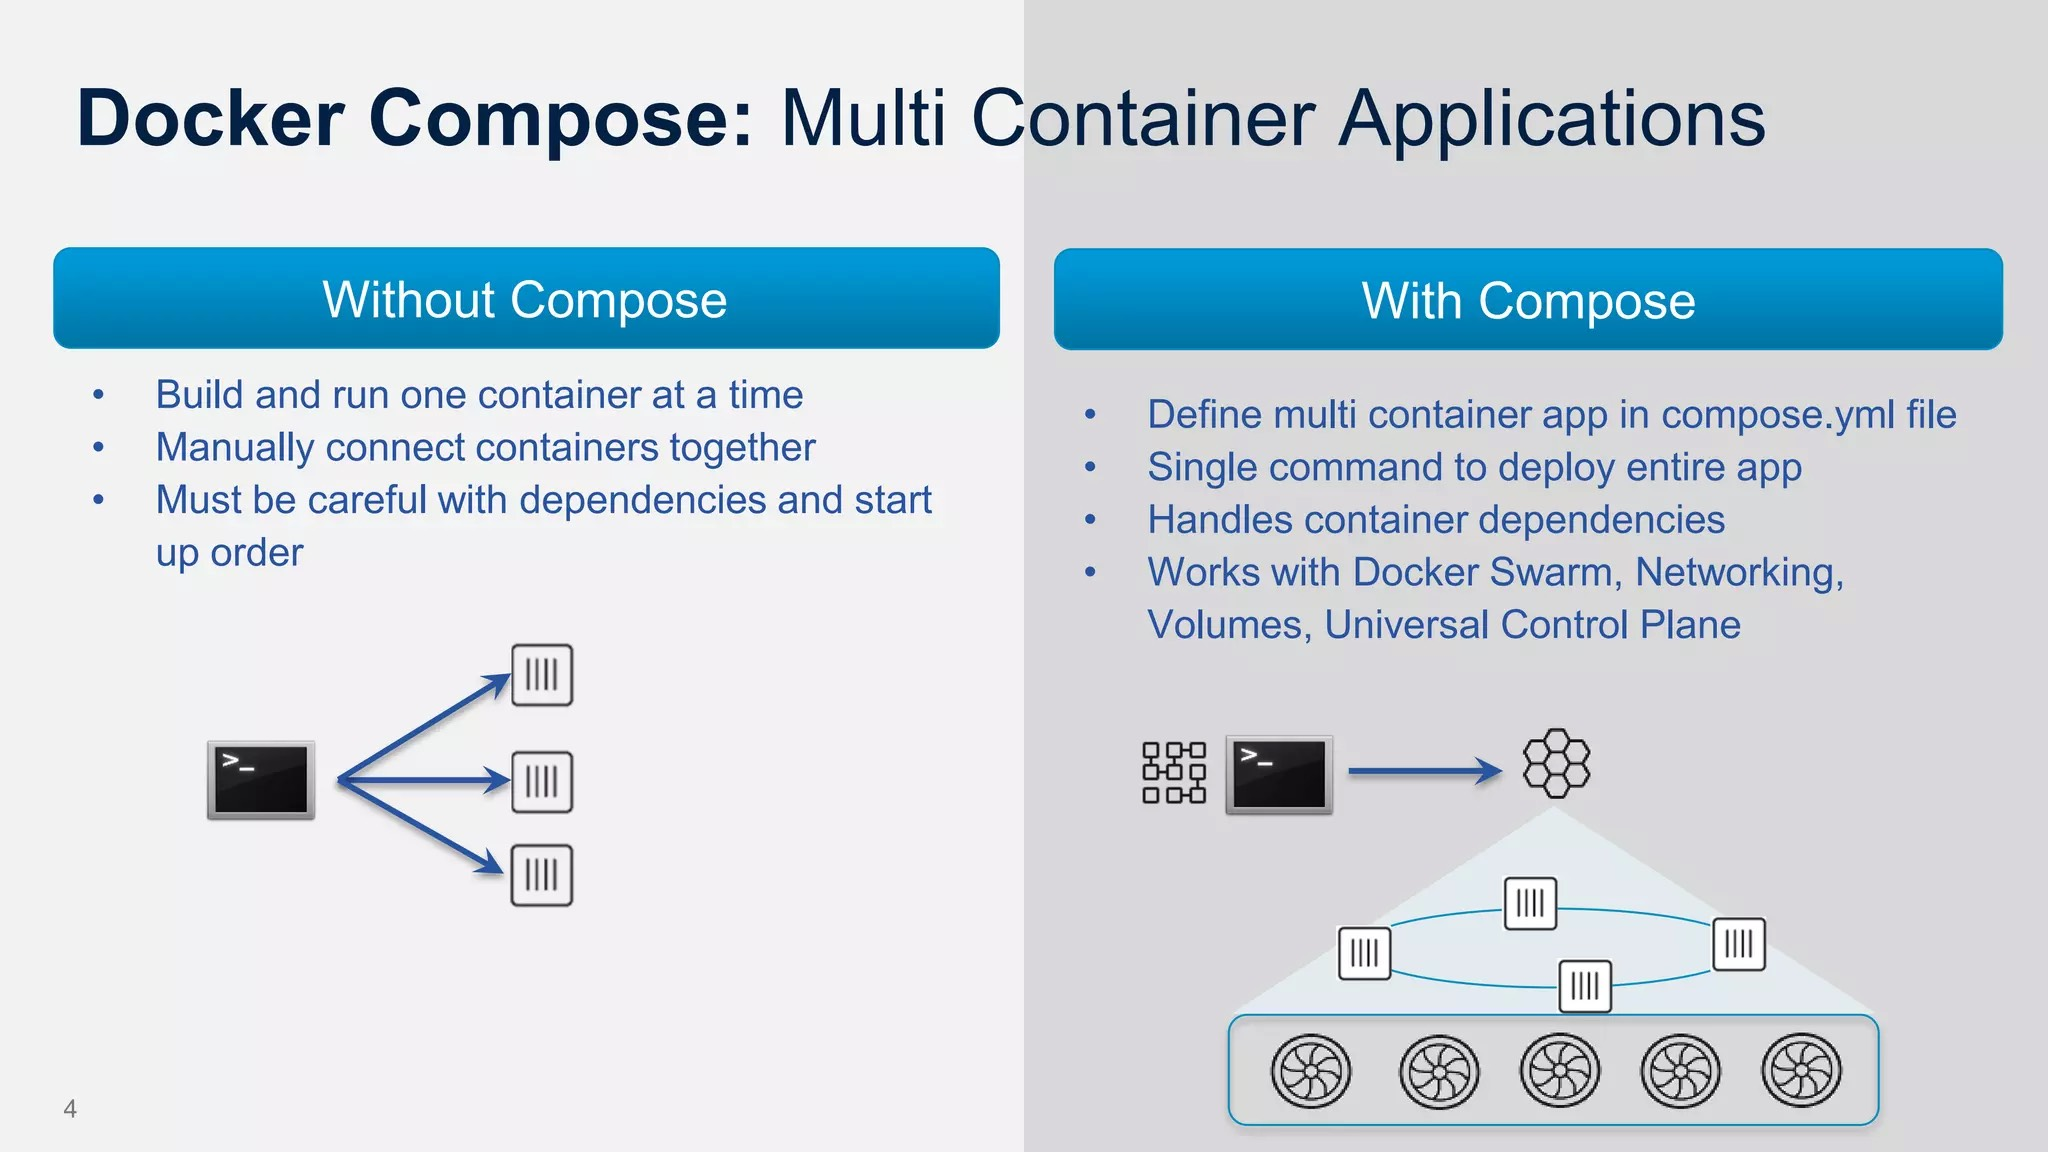 Docker Compose: Multi Container Applications
Without Compose
• Build and run one container at a time
• Manually connect containers together
• Must be careful with dependencies and start
up order
>_
With Compose
• Define multi container app in compose.yml file
• Single command to deploy entire app
• Handles container dependencies
• Works with Docker Swarm, Networking,
Volumes, Universal Control Plane
>_
4